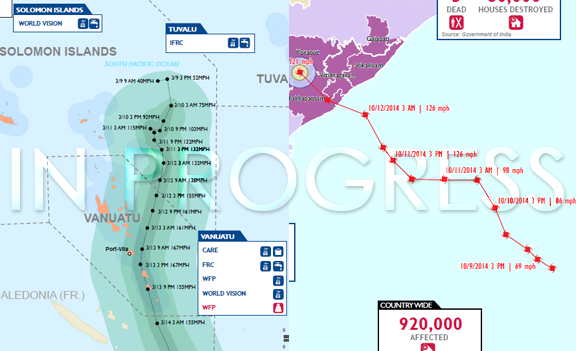 SOLOMON ISLANDS
WORLD VISION
SOLOMON ISLANDS
TUVALU
IFRC
SOUTH PACIFIC OCEAN
TUVA
2/9 9 AM 40MPH
3/9 3 PM 52MPH
3/10 2 AM 75MPH
3/10 3 PM 92MPH
3/11 3 AM 115MPH
3/10 9 PM 103MPH
3/11 9 PM 132MPH
3/11 3 PM 132MPH
3/12 3 AM 132MPH
3/12 9 AM 138MPH
3/12 3 PM 155MPH
3/12 9 PM 161MPH
3/13 3 AM 161MPH
3/13 9 AM 167MPH
3/13 3 PM 167MPH
3/13 9 PM 155MPH
3/14 3 AM 155MPH
IN PROGRESS
VANUATU
Port-Vila
ALEDONIA (FR.)
VANUATU
CARE
FRC
WFP
WORLD VISION
WFP
DEAD
HOUSES DESTROYED
Source: Government of India
Gajapati
Koraput
Srikakulam
Vizianagaram
121 mph
10/12/2014 3 AM | 126 mph
10/11/2014 3 PM | 126 mph
10/11/2014 3 AM | 98 mph
10/10/2014 3 PM | 86 mph
10/9/2014 3 PM | 69 mph
COUNTRYWIDE
920,000
AFFECTED